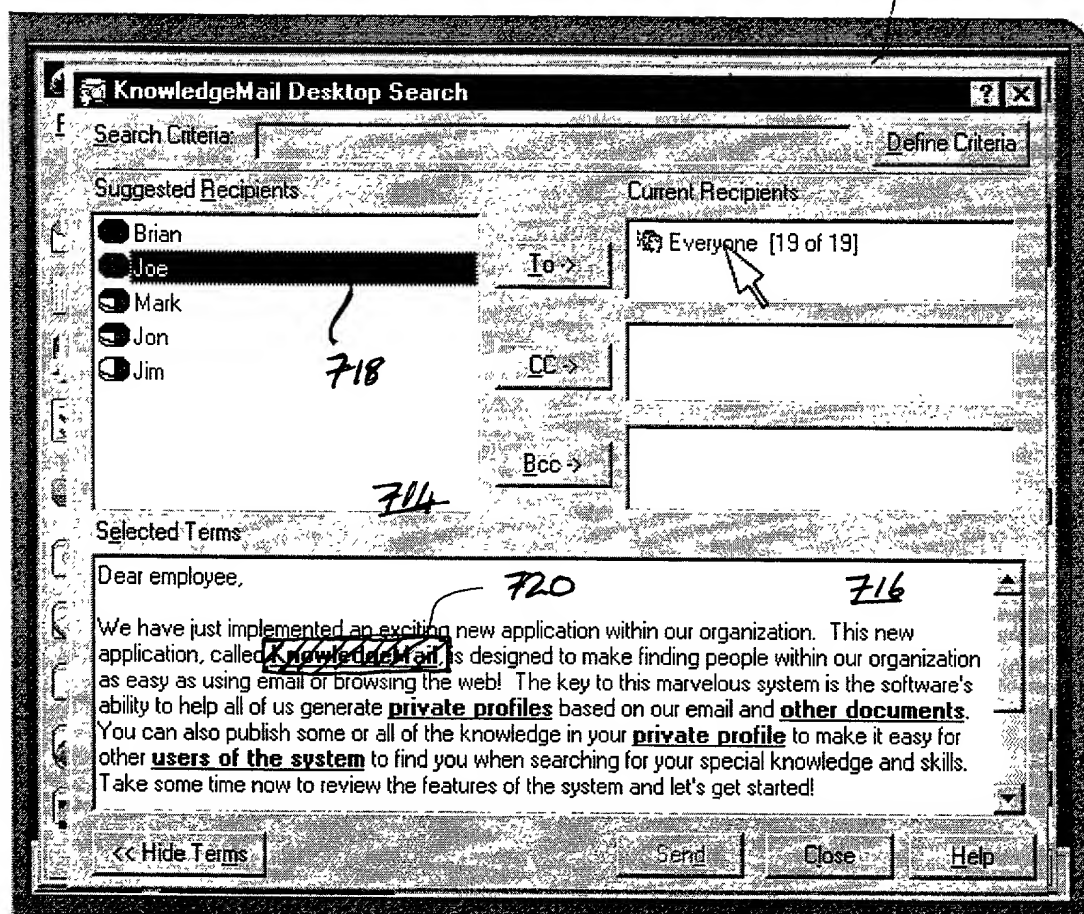 KnowledgeMail Desktop Search
Search Criteria:
Define Criteria
Suggested Recipients
Current Recipients
Brian
Joe
Mark
Jon
Jim
718
714
To ->
CC ->
Bcc ->
Everyone [19 of 19]
Selected Terms
720
716
Dear employee,
We have just implemented an exciting new application within our organization. This new
application, called KnowledgeMail, is designed to make finding people within our organization
as easy as using email or browsing the web! The key to this marvelous system is the software's
ability to help all of us generate private profiles based on our email and other documents.
You can also publish some or all of the knowledge in your private profile to make it easy for
other users of the system to find you when searching for your special knowledge and skills.
Take some time now to review the features of the system and let's get started!
<< Hide Terms
Send
Close
Help